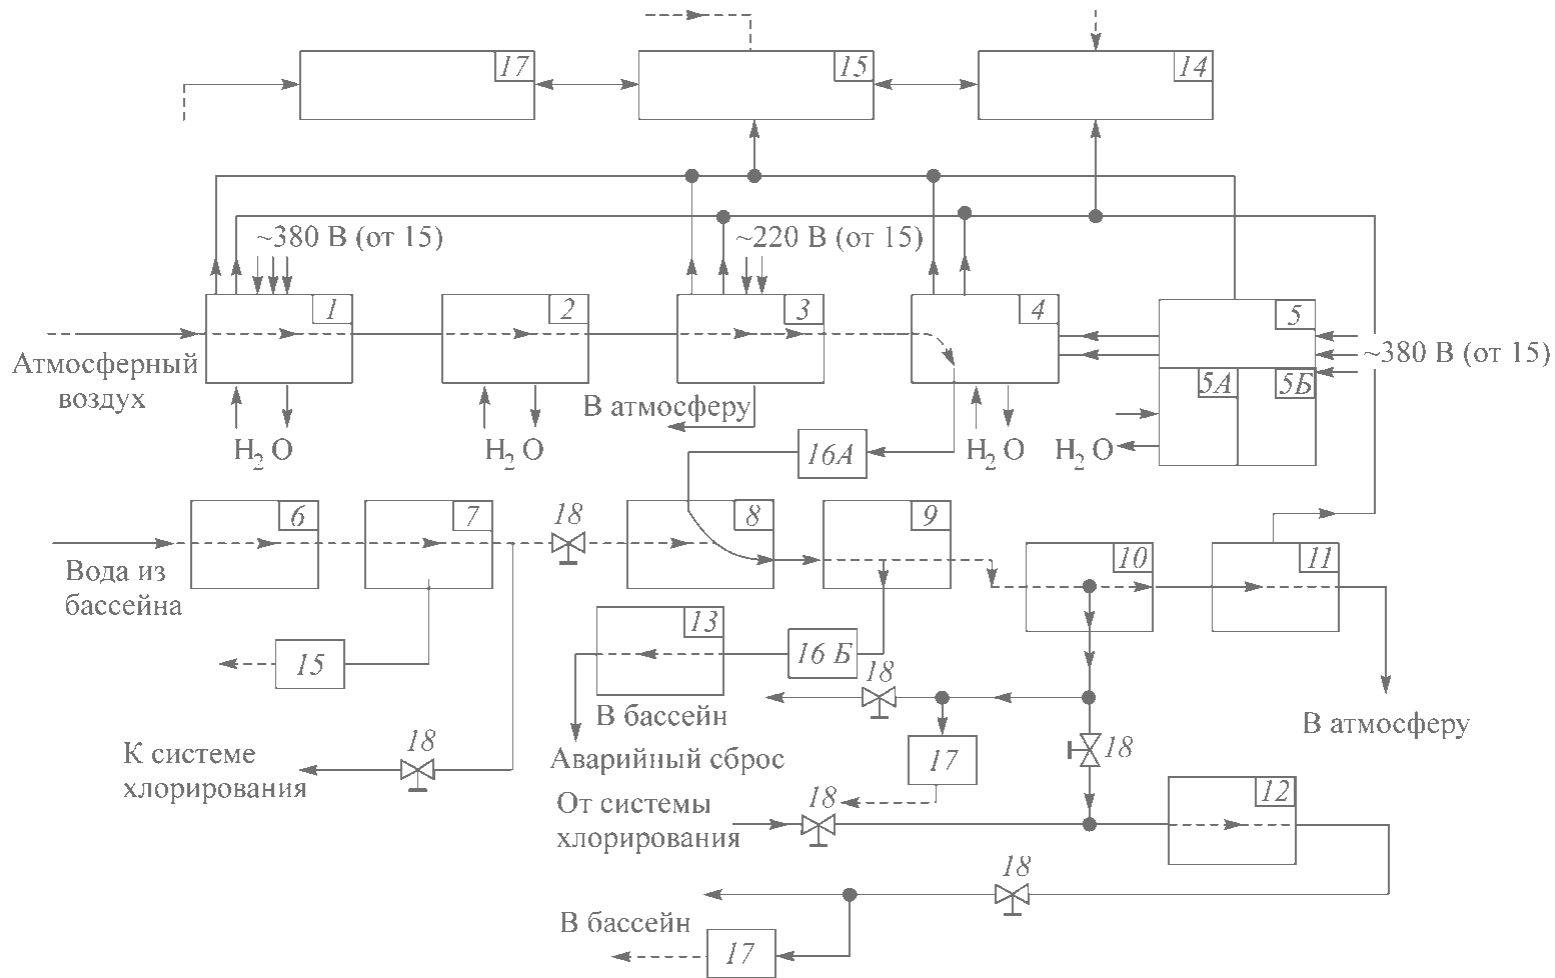 17
15
14
~380 В (от 15)
~220 В (от 15)
1
2
3
4
5
Атмосферный
воздух
~380 В (от 15)
5А
5Б
В атмосферу
H₂O
H₂O
H₂O
H₂O
16А
6
7
18
8
9
10
11
Вода из
бассейна
13
15
16 Б
18
В бассейн
В атмосферу
К системе
хлорирования
18
Аварийный сброс
17
18
12
От системы
хлорирования
18
18
В бассейн
17